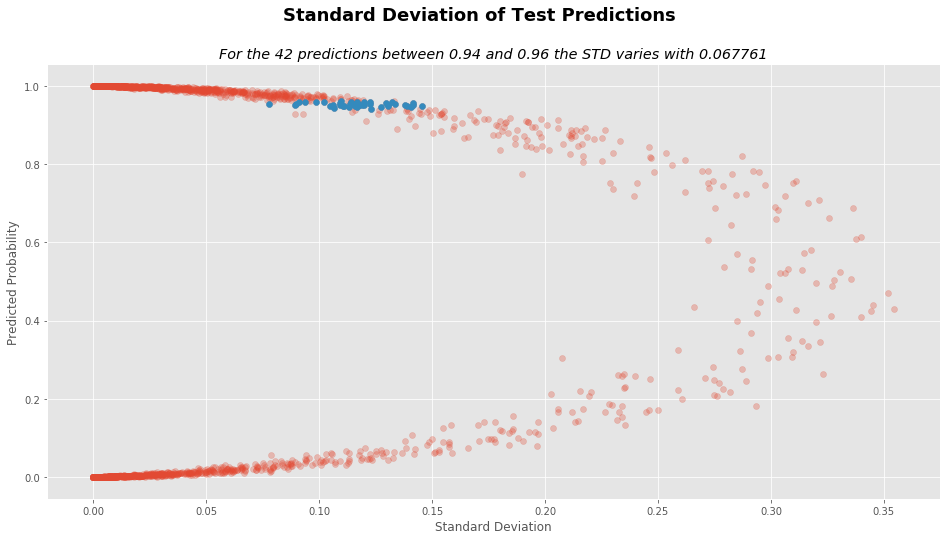 Standard Deviation of Test Predictions
For the 42 predictions between 0.94 and 0.96 the STD varies with 0.067761
1.0
0.8
0.6
0.4
0.2
0.0
Predicted Probability
0.00 0.05 0.10 0.15 0.20 0.25 0.30 0.35
Standard Deviation